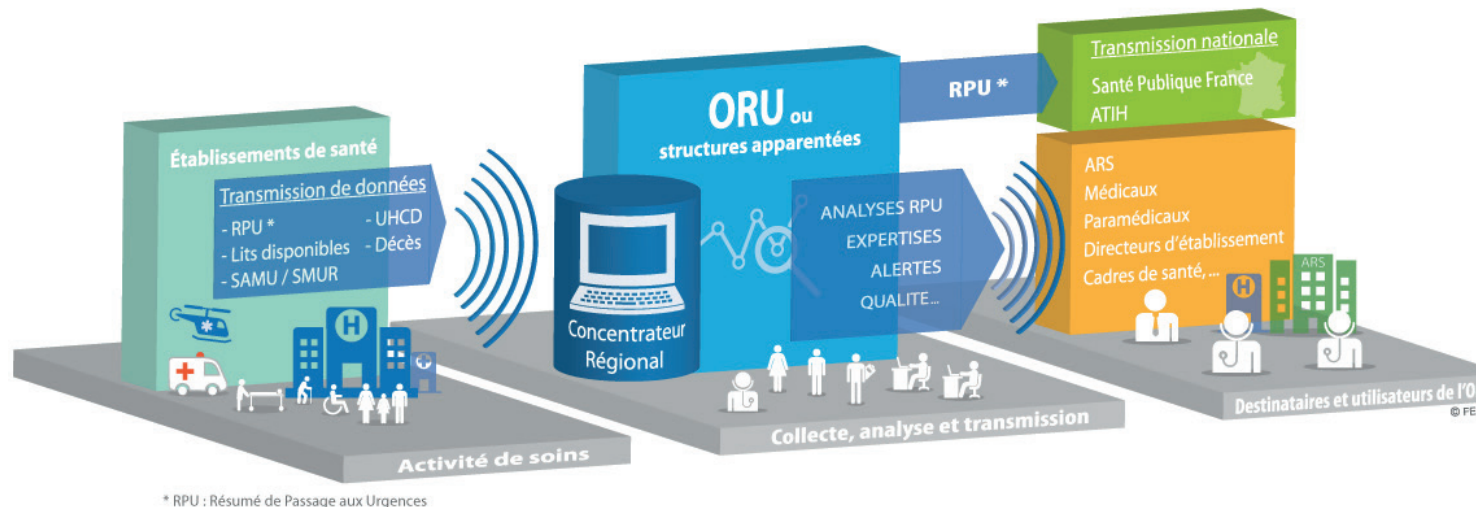 Établissements de santé
Transmission de données
- RPU *
- Lits disponibles
- SAMU / SMUR
- UHCD
- Décès
H
Activité de soins
ORU ou
structures apparentées
Concentrateur
Régional
ANALYSES RPU
EXPERTISES
ALERTES
QUALITE...
Collecte, analyse et transmission
RPU *
Transmission nationale
Santé Publique France
ATIH
ARS
Médicaux
Paramédicaux
Directeurs d'établissement
Cadres de santé, ...
ARS
H
Destinataires et utilisateurs de l'O
© FE
* RPU : Résumé de Passage aux Urgences